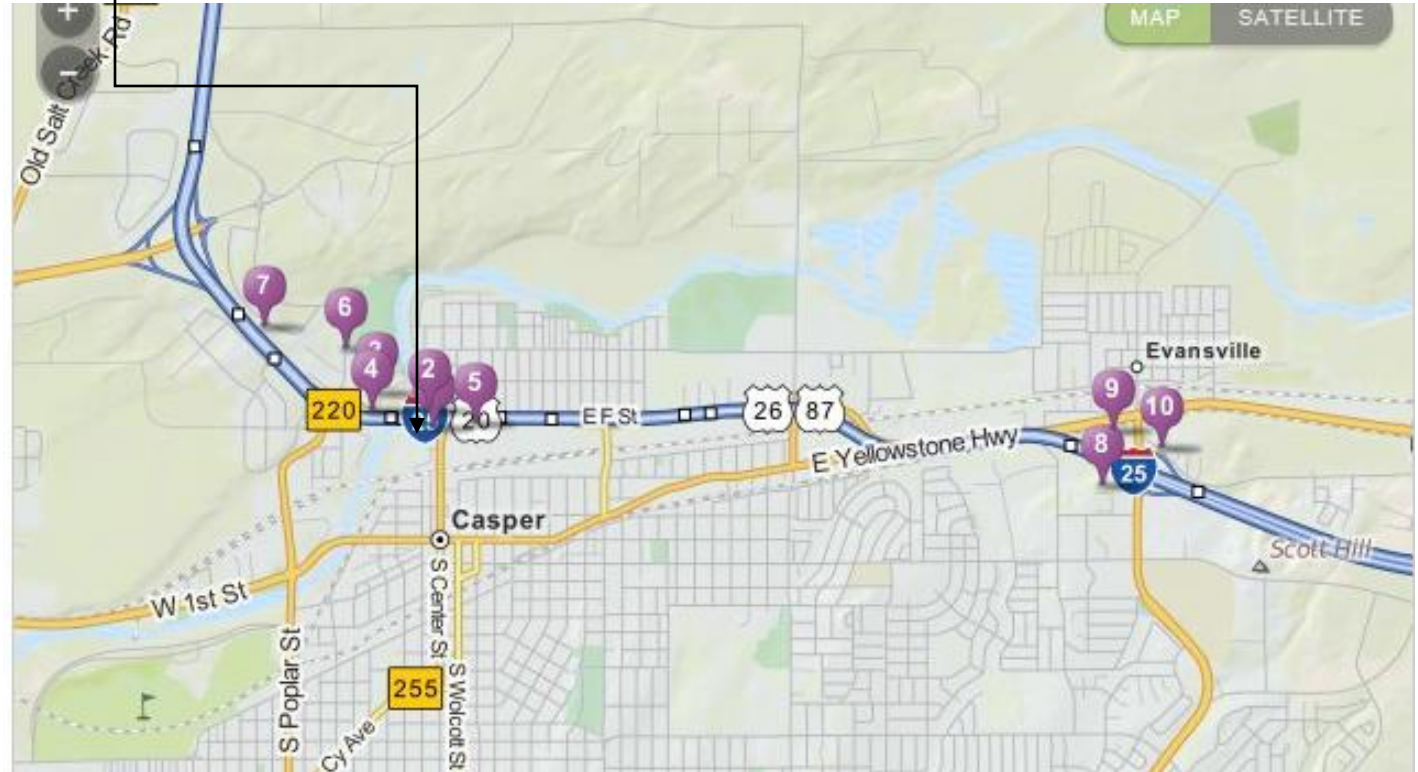 +
MAP
SATELLITE
Old Salt Creek Rd
7
6
3
4
2
5
220
20
E F St
26
87
Evansville
9
10
8
25
E Yellowstone Hwy
Casper
Scott Hill
W 1st St
S Center St
S Poplar St
S Wolcott St
255
Cy Ave